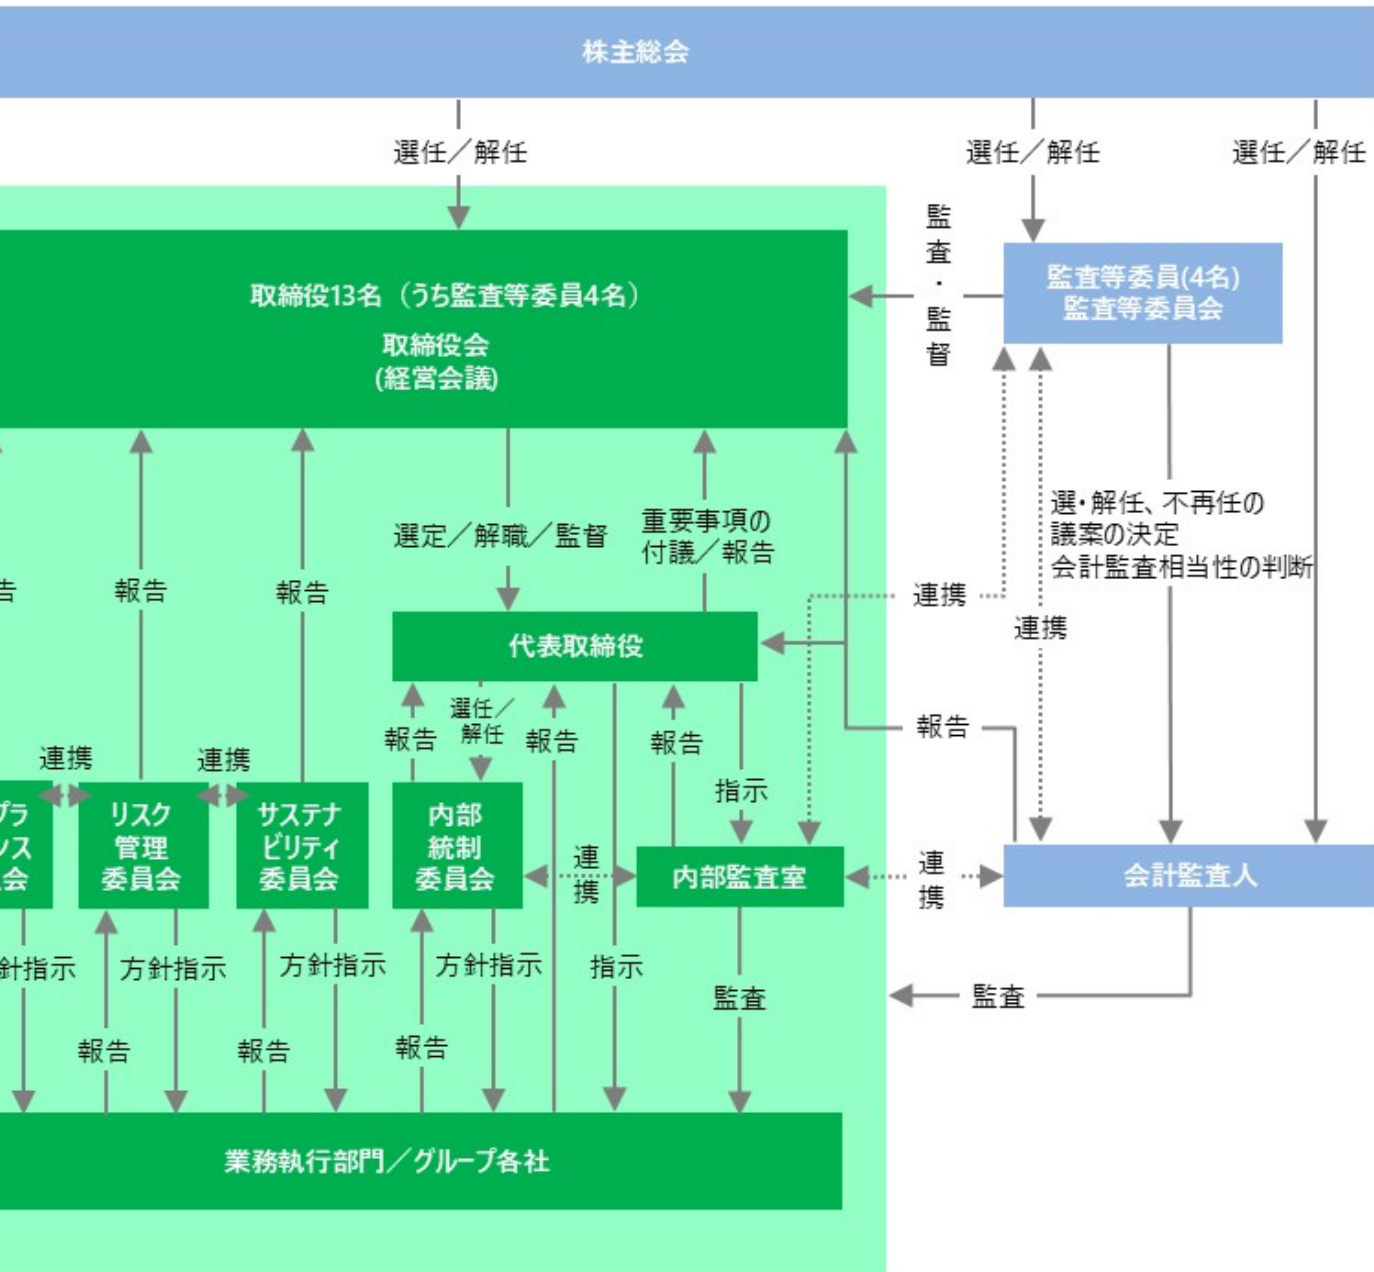 株主総会
選任／解任
選任／解任
選任／解任
監査・監督
取締役13名（うち監査等委員4名）
取締役会
(経営会議)
監査等委員(4名)
監査等委員会
選定／解職／監督
重要事項の
付議／報告
選・解任、不再任の
議案の決定
会計監査相当性の判断
告
報告
報告
連携
連携
代表取締役
報告
選任／
解任
報告
報告
指示
報告
連携
連携
プラ
ンス
会
リスク
管理
委員会
サステナ
ビリティ
委員会
内部
統制
委員会
連携
内部監査室
連携
会計監査人
針指示
方針指示
方針指示
方針指示
指示
監査
監査
報告
報告
報告
業務執行部門／グループ各社